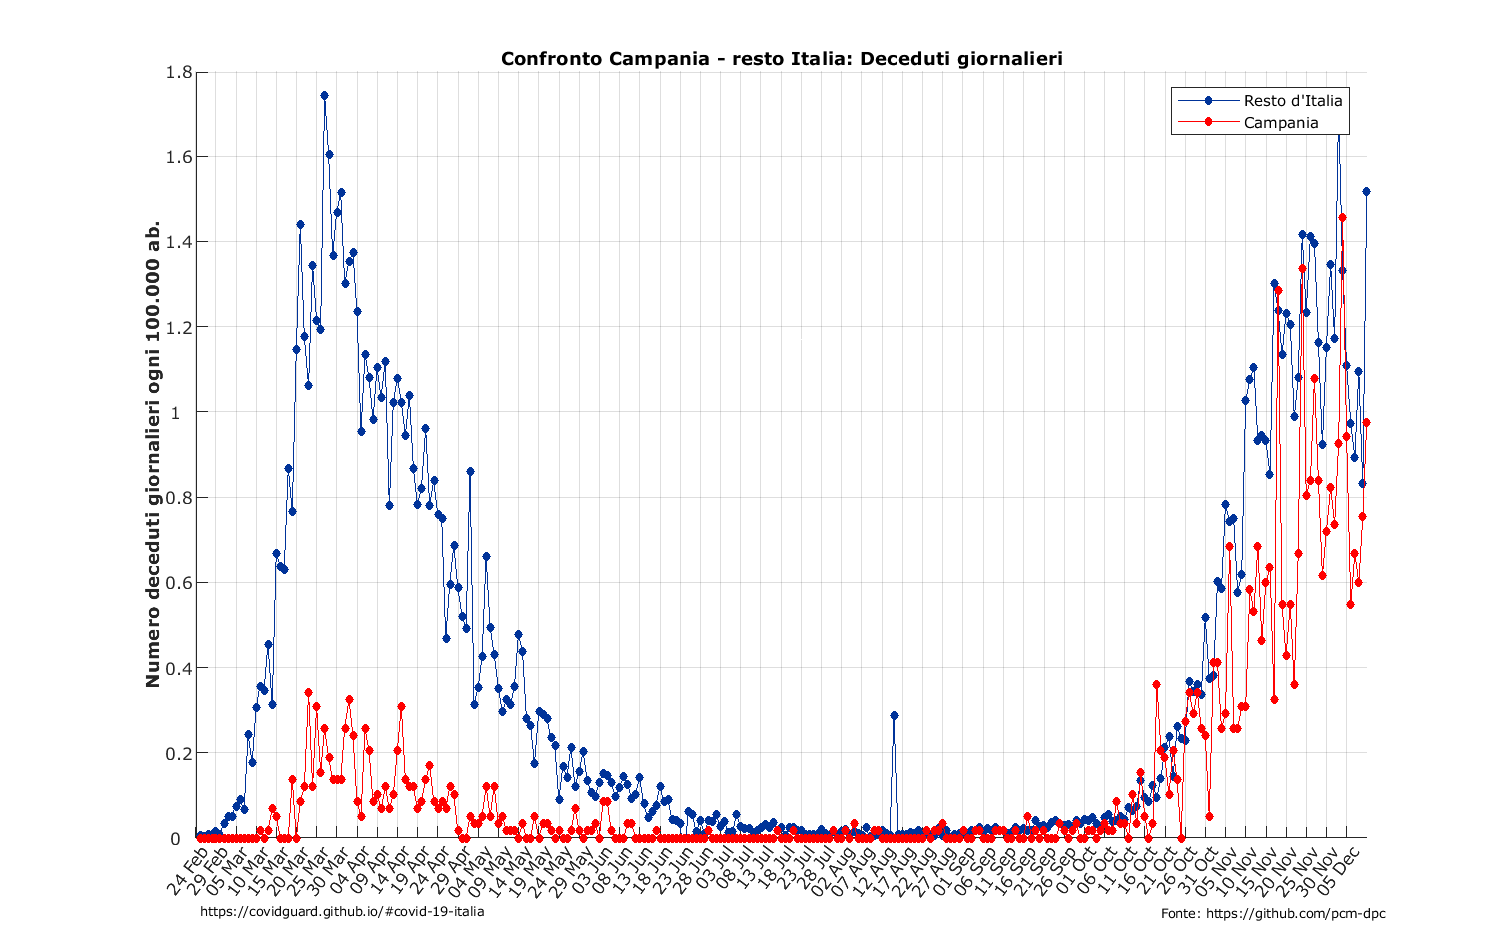 Confronto Campania - resto Italia: Deceduti giornalieri
Resto d'Italia
Campania
Numero deceduti giornalieri ogni 100.000 ab.
1.8
1.6
1.4
1.2
1
0.8
0.6
0.4
0.2
0
24 Feb
29 Feb
05 Mar
10 Mar
15 Mar
20 Mar
25 Mar
30 Mar
04 Apr
09 Apr
14 Apr
19 Apr
24 Apr
29 Apr
04 May
09 May
14 May
19 May
24 May
29 May
03 Jun
08 Jun
13 Jun
18 Jun
23 Jun
28 Jun
03 Jul
08 Jul
13 Jul
18 Jul
23 Jul
28 Jul
02 Aug
07 Aug
12 Aug
17 Aug
22 Aug
27 Aug
01 Sep
06 Sep
11 Sep
16 Sep
21 Sep
26 Sep
01 Oct
06 Oct
11 Oct
16 Oct
21 Oct
26 Oct
31 Oct
05 Nov
10 Nov
15 Nov
20 Nov
25 Nov
30 Nov
05 Dec
https://covidguard.github.io/#covid-19-italia
Fonte: https://github.com/pcm-dpc